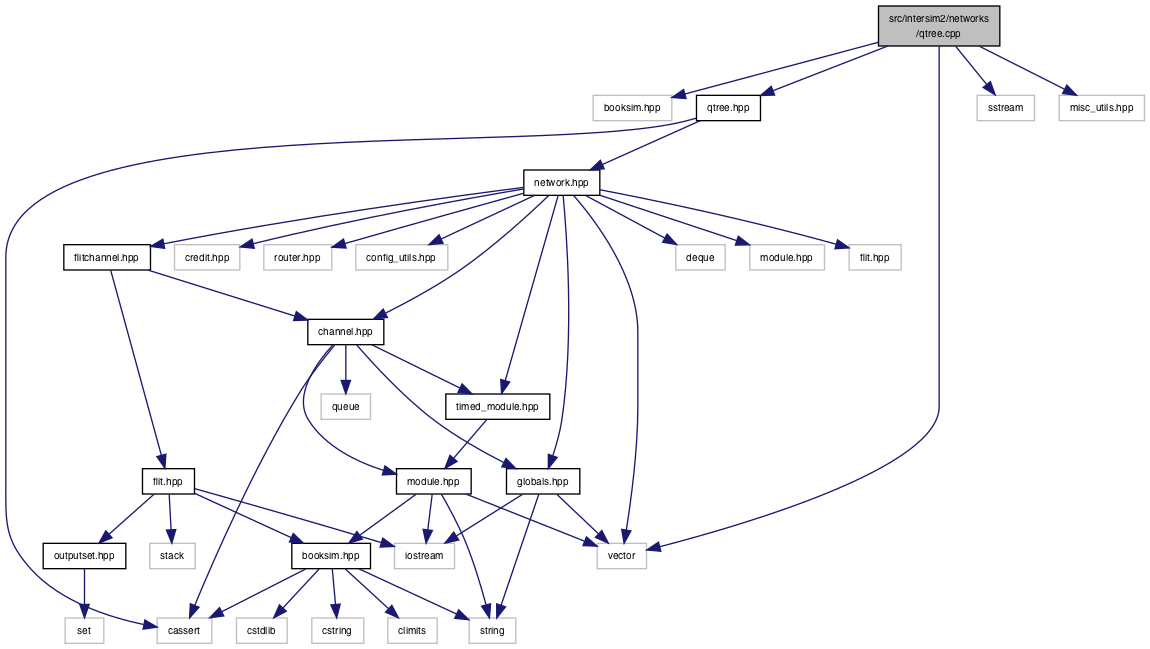 src/intersim2/networks
/qtree.cpp
booksim.hpp
qtree.hpp
sstream
misc_utils.hpp
network.hpp
flitchannel.hpp
credit.hpp
router.hpp
config_utils.hpp
deque
module.hpp
flit.hpp
channel.hpp
queue
timed_module.hpp
flit.hpp
module.hpp
globals.hpp
outputset.hpp
stack
booksim.hpp
iostream
vector
set
cassert
cstdlib
cstring
climits
string